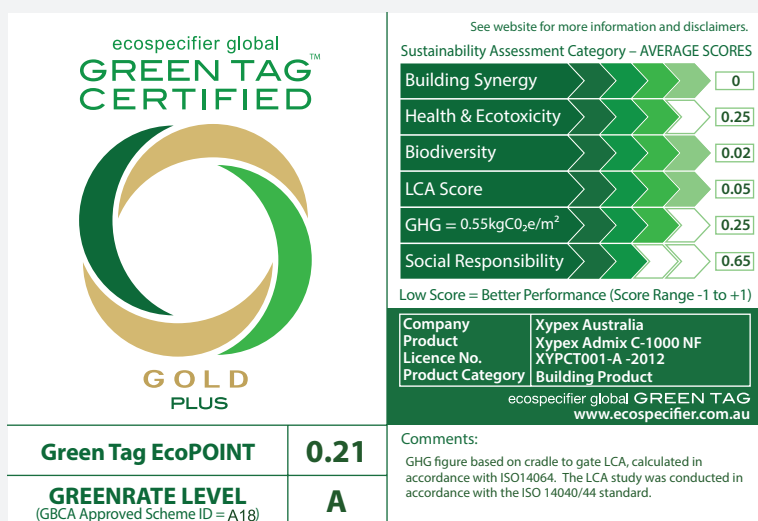 ecospecifier global
GREEN TAG™
CERTIFIED
GOLD
PLUS
Green Tag EcoPOINT 0.21
GREENRATE LEVEL A
(GBCA Approved Scheme ID = A18)
See website for more information and disclaimers.
Sustainability Assessment Category – AVERAGE SCORES
Building Synergy 0
Health & Ecotoxicity 0.25
Biodiversity 0.02
LCA Score 0.05
GHG = 0.55kgC0₂e/m² 0.25
Social Responsibility 0.65
Low Score = Better Performance (Score Range -1 to +1)
Company Xypex Australia
Product Xypex Admix C-1000 NF
Licence No. XYPCT001-A -2012
Product Category Building Product
ecospecifier global GREEN TAG
www.ecospecifier.com.au
Comments:
GHG figure based on cradle to gate LCA, calculated in
accordance with ISO14064. The LCA study was conducted in
accordance with the ISO 14040/44 standard.